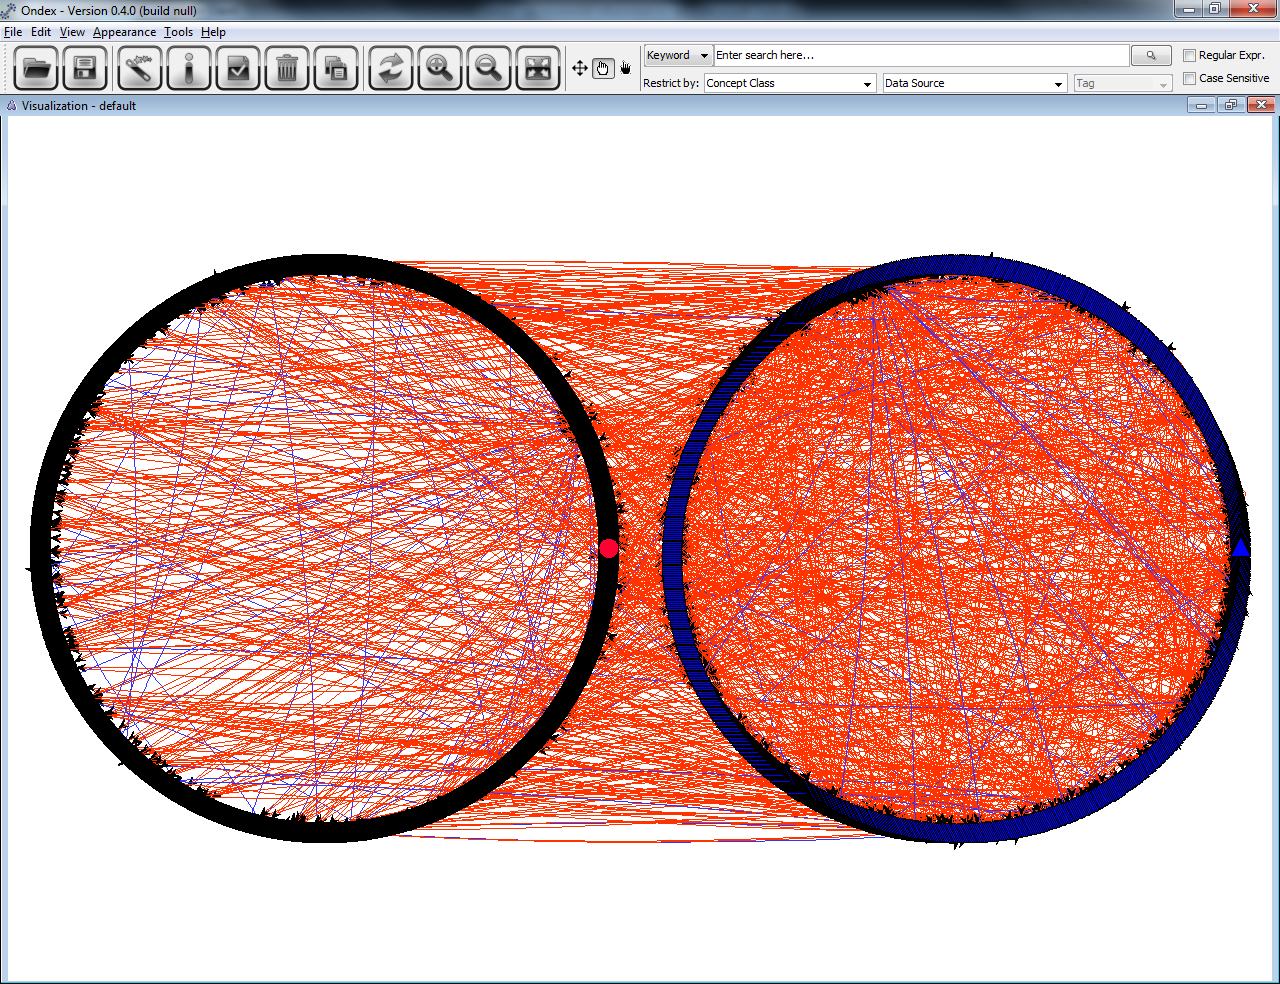 Ondex - Version 0.4.0 (build null)
File Edit View Appearance Tools Help
Keyword Enter search here... Regular Expr.
Restrict by: Concept Class Data Source Tag Case Sensitive
Visualization - default